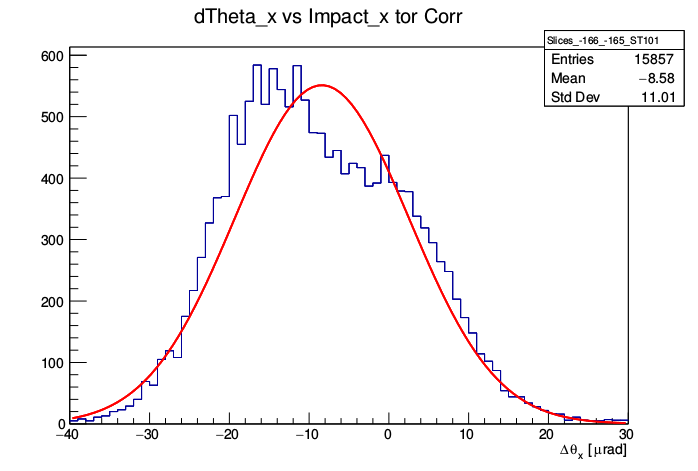 dTheta_x vs Impact_x tor Corr
Slices_-166_-165_ST101
Entries 15857
Mean −8.58
Std Dev 11.01
600
500
400
300
200
100
0
−40 −30 −20 −10 0 10 20 30
Δθx [μrad]